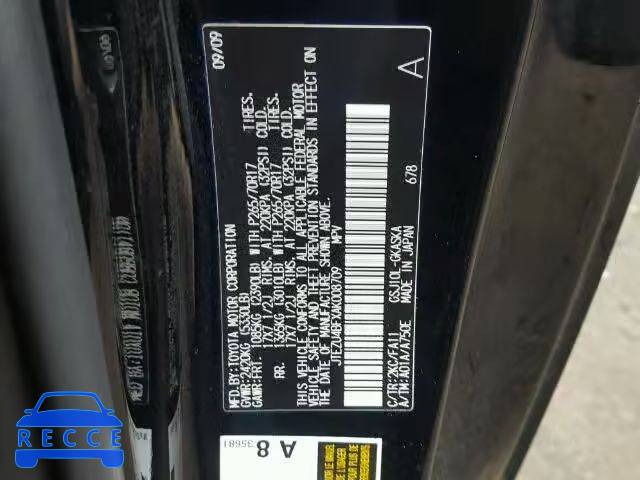 MFD. BY: TOYOTA MOTOR CORPORATION 09/09
GVWR: 2420KG (5330LB)
GAWR: FRT. 1085KG (2390LB) WITH P265/70R17 TIRES.
17X7 1/2J RIMS, AT 220KPA (32PSI) COLD.
RR. 1365KG (3010LB) WITH P265/70R17 TIRES.
17X7 1/2J RIMS, AT 220KPA (32PSI) COLD.
THIS VEHICLE CONFORMS TO ALL APPLICABLE FEDERAL MOTOR
VEHICLE SAFETY AND THEFT PREVENTION STANDARDS IN EFFECT ON
THE DATE OF MANUFACTURE SHOWN ABOVE.
JTEZU4BFXAK008709 MPV
A
C/TR: 2KX/FA11 GSJ10L-GKASKA
A/TM: A01A/A750E MADE IN JAPAN 678
A 8
35681